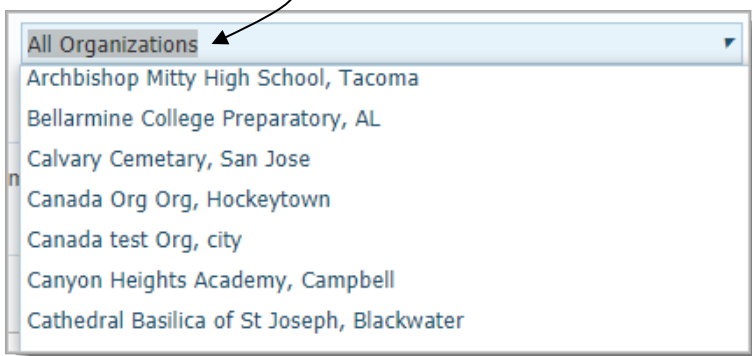 All Organizations
Archbishop Mitty High School, Tacoma
Bellarmine College Preparatory, AL
Calvary Cemetary, San Jose
Canada Org Org, Hockeytown
Canada test Org, city
Canyon Heights Academy, Campbell
Cathedral Basilica of St Joseph, Blackwater